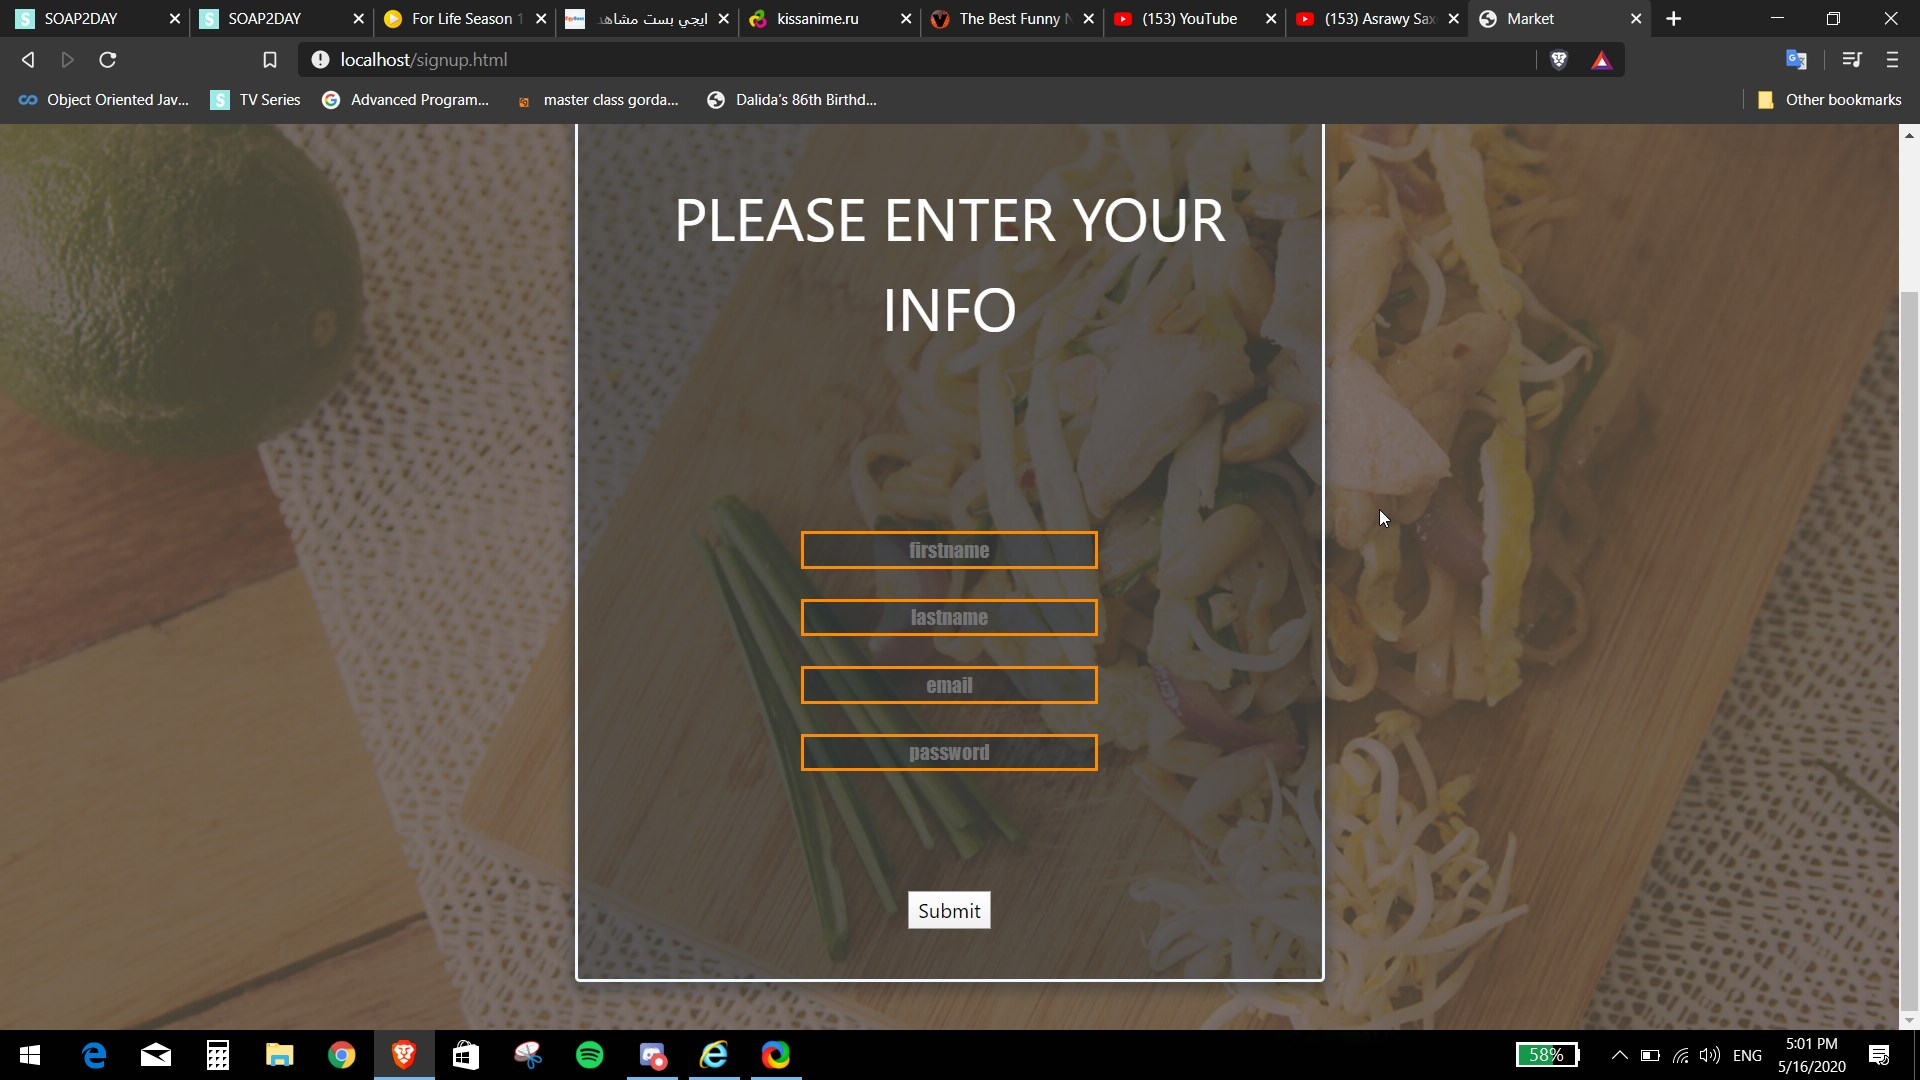 SOAP2DAY
SOAP2DAY
For Life Season 1
ايجي بست مشاهد
kissanime.ru
The Best Funny
(153) YouTube
(153) Asrawy Sax
Market
localhost/signup.html
Object Oriented Jav...
TV Series
Advanced Program...
master class gorda...
Dalida's 86th Birthd...
Other bookmarks
PLEASE ENTER YOUR
INFO
firstname
lastname
email
password
Submit
58%
ENG
5:01 PM
5/16/2020